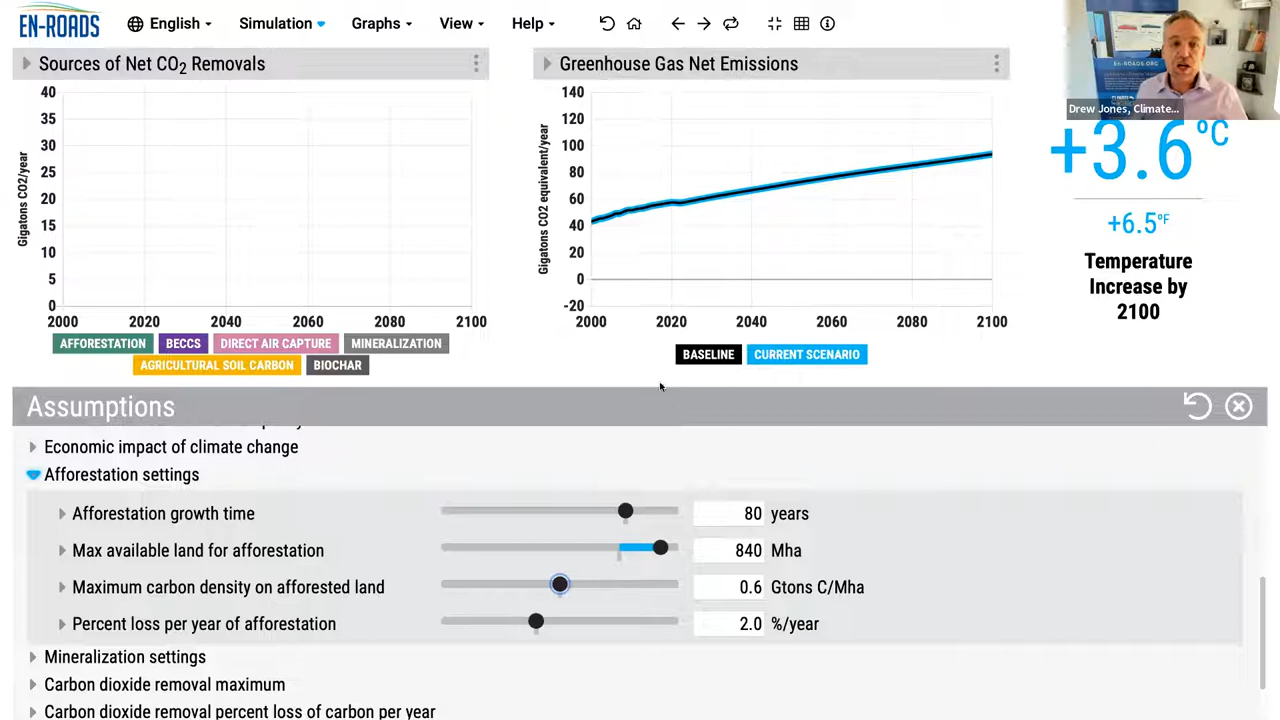 EN-ROADS
English
Simulation
Graphs
View
Help
Sources of Net CO2 Removals
40
35
30
25
20
15
10
5
0
Gigatons CO2/year
2000 2020 2040 2060 2080 2100
AFFORESTATION BECCS DIRECT AIR CAPTURE MINERALIZATION
AGRICULTURAL SOIL CARBON BIOCHAR
Greenhouse Gas Net Emissions
140
120
100
80
60
40
20
0
-20
Gigatons CO2 equivalent/year
2000 2020 2040 2060 2080 2100
BASELINE CURRENT SCENARIO
EN-ROADS.ORG
Drew Jones, Climate...
+3.6°C
+6.5°F
Temperature
Increase by
2100
Assumptions
Economic impact of climate change
Afforestation settings
Afforestation growth time 80 years
Max available land for afforestation 840 Mha
Maximum carbon density on afforested land 0.6 Gtons C/Mha
Percent loss per year of afforestation 2.0 %/year
Mineralization settings
Carbon dioxide removal maximum
Carbon dioxide removal percent loss of carbon per year